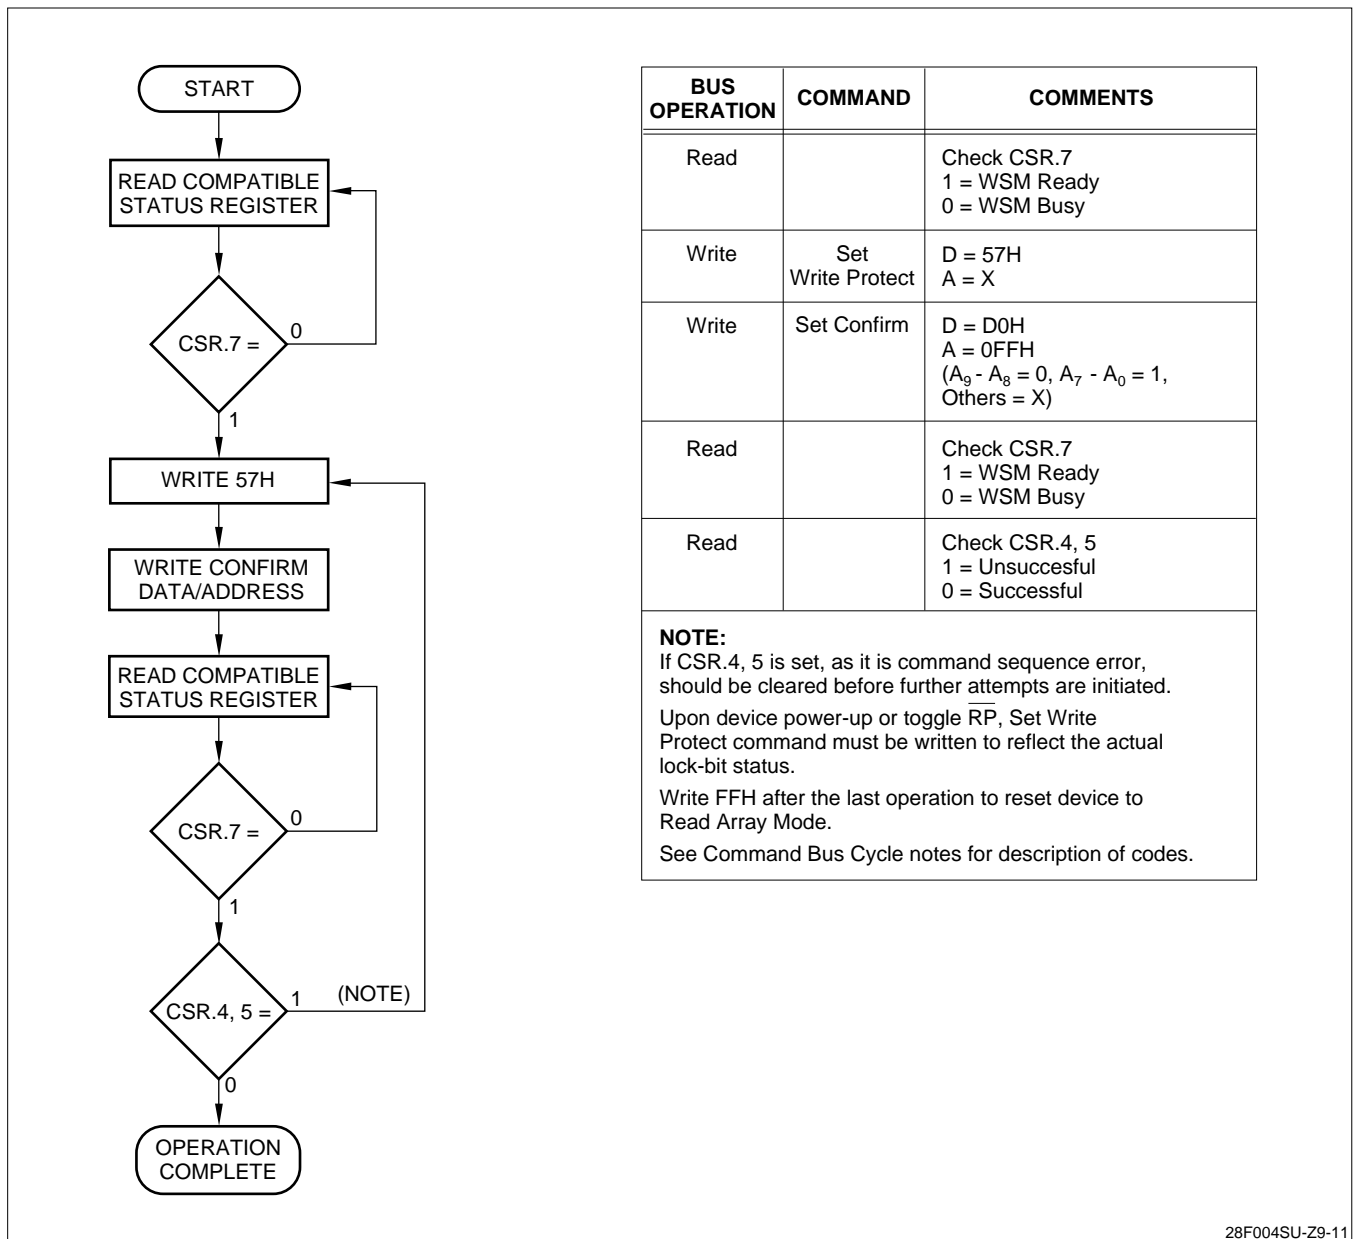 START
READ COMPATIBLE
STATUS REGISTER
CSR.7 =
0
1
WRITE 57H
WRITE CONFIRM
DATA/ADDRESS
READ COMPATIBLE
STATUS REGISTER
CSR.7 =
0
1
CSR.4, 5 =
1
(NOTE)
0
OPERATION
COMPLETE
BUS
OPERATION
COMMAND
COMMENTS
Read
Check CSR.7
1 = WSM Ready
0 = WSM Busy
Write
Set
Write Protect
D = 57H
A = X
Write
Set Confirm
D = D0H
A = 0FFH
(A9 - A8 = 0, A7 - A0 = 1,
Others = X)
Read
Check CSR.7
1 = WSM Ready
0 = WSM Busy
Read
Check CSR.4, 5
1 = Unsuccesful
0 = Successful
NOTE:
If CSR.4, 5 is set, as it is command sequence error,
should be cleared before further attempts are initiated.
Upon device power-up or toggle R̅P̅, Set Write
Protect command must be written to reflect the actual
lock-bit status.
Write FFH after the last operation to reset device to
Read Array Mode.
See Command Bus Cycle notes for description of codes.
28F004SU-Z9-11